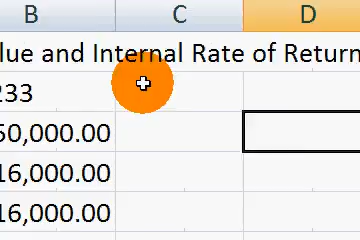 B C D
lue and Internal Rate of Return
233
50,000.00
16,000.00
16,000.00